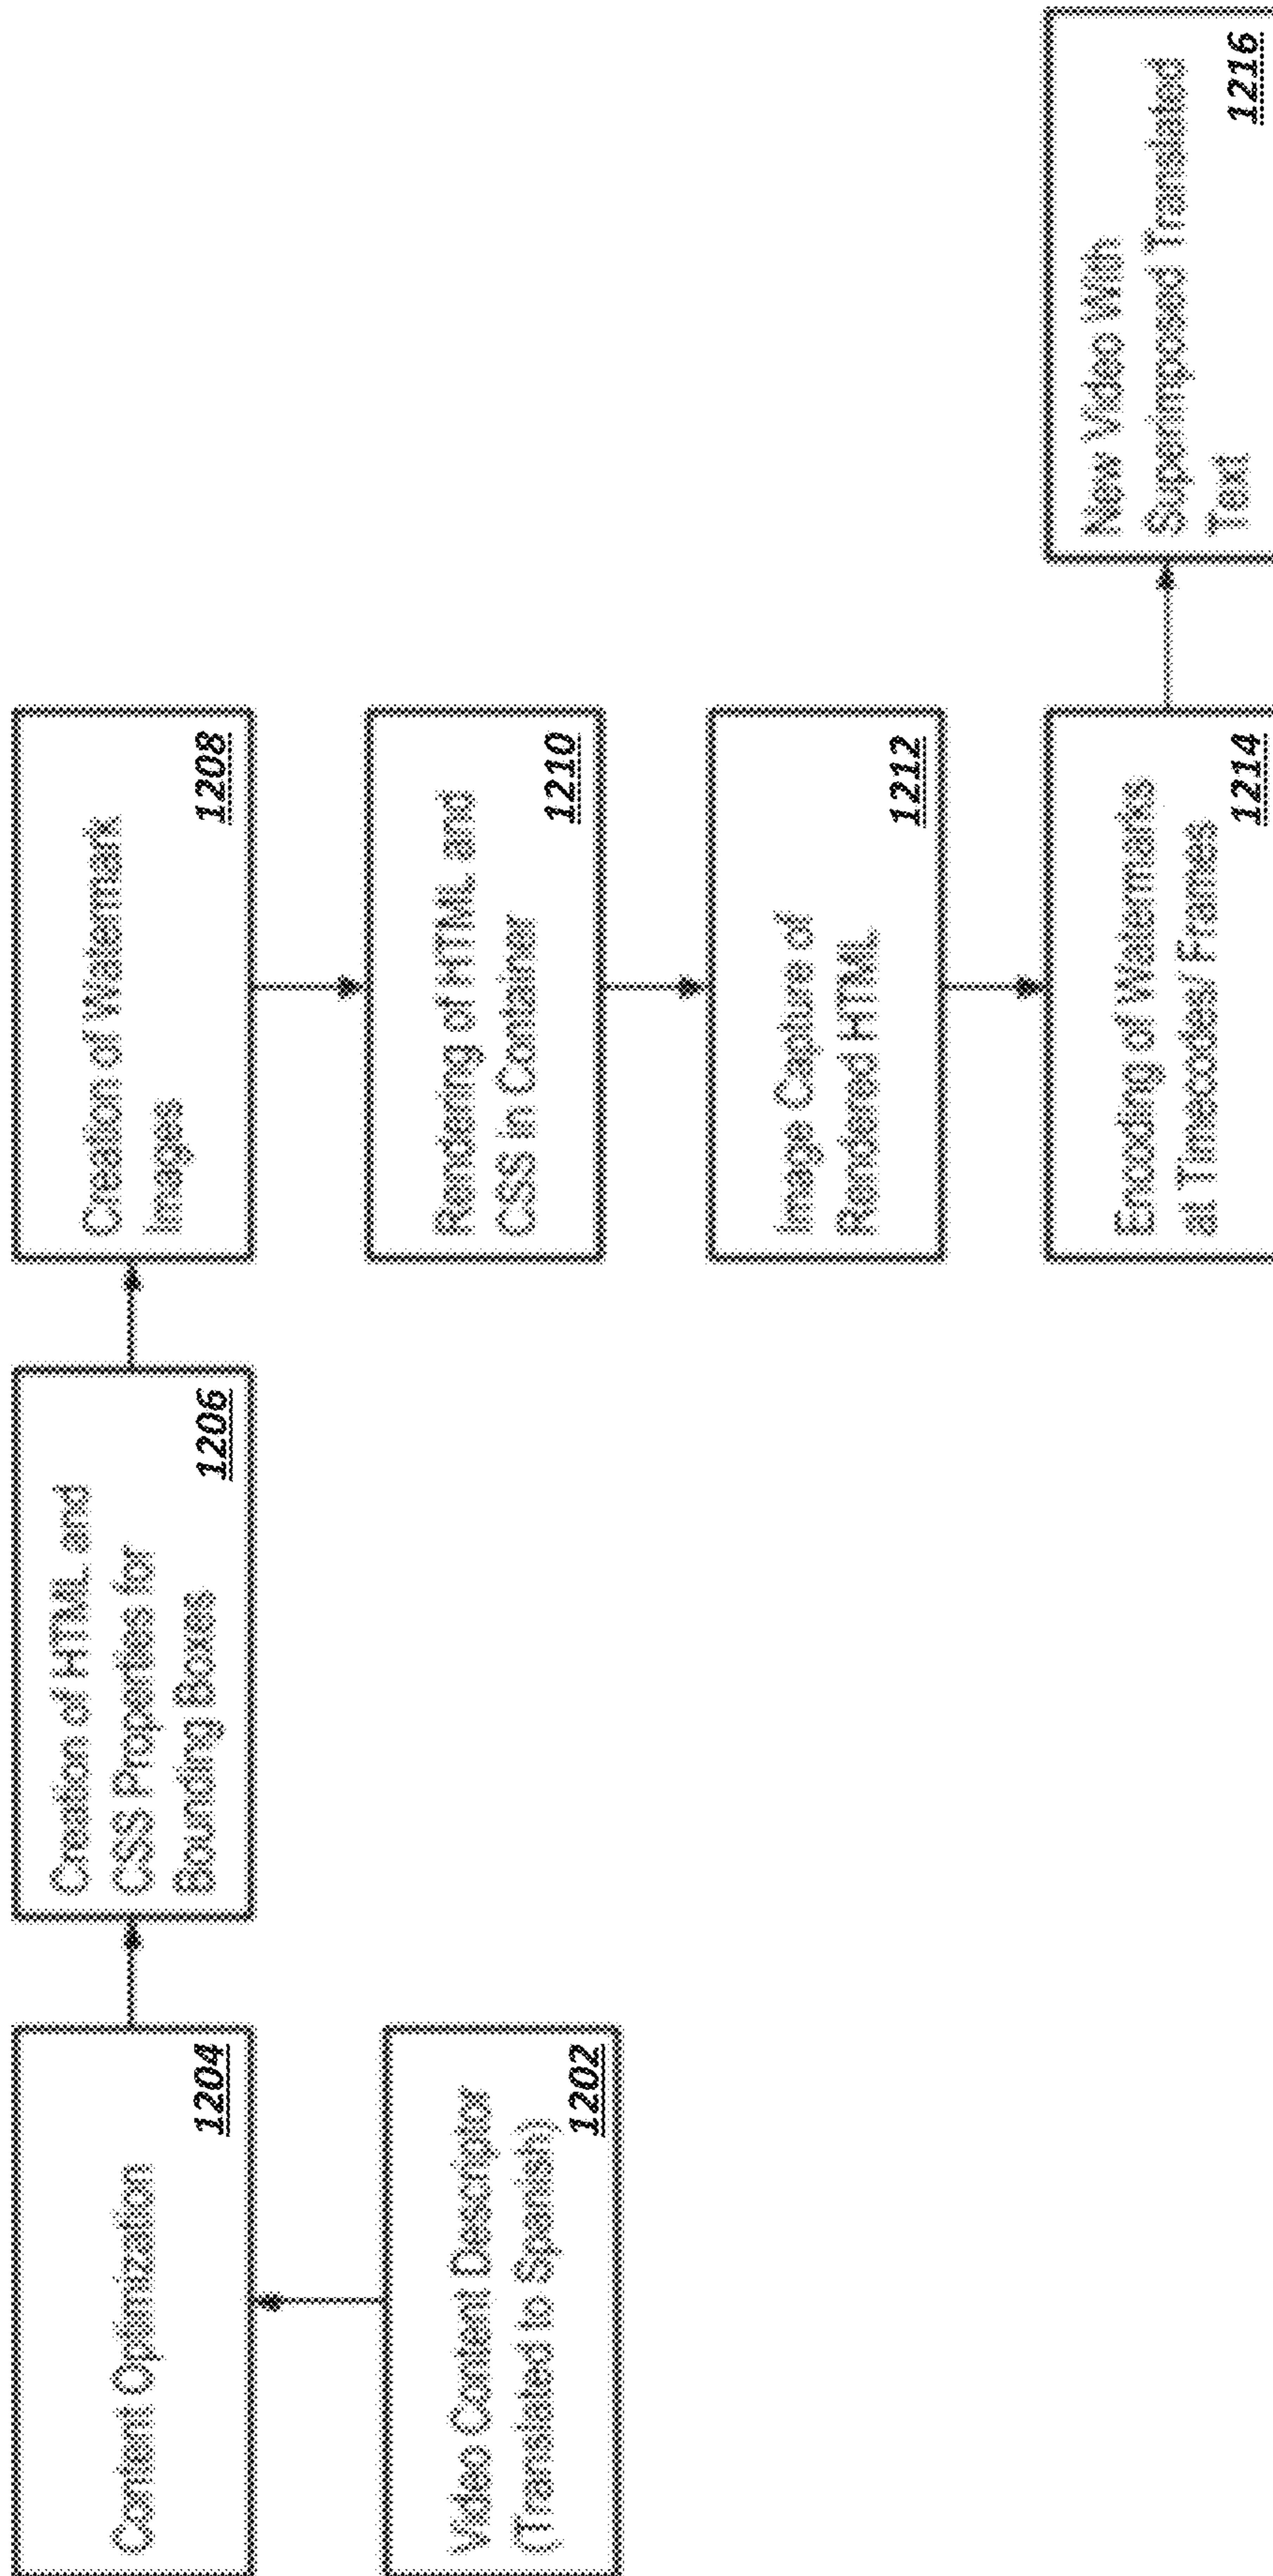 Content Optimization
1204
Video Content Descriptor
(Translated to Spanish)
1202
Creation of HTML and
CSS Properties for
Bounding Boxes
1206
Creation of Watermark
Images
1208
Rendering of HTML and
CSS in Container
1210
Image Capture of
Rendered HTML
1212
Encoding of Watermarks
at Timecodes/ Frames
1214
New Video With
Superimposed Translated
Text
1216